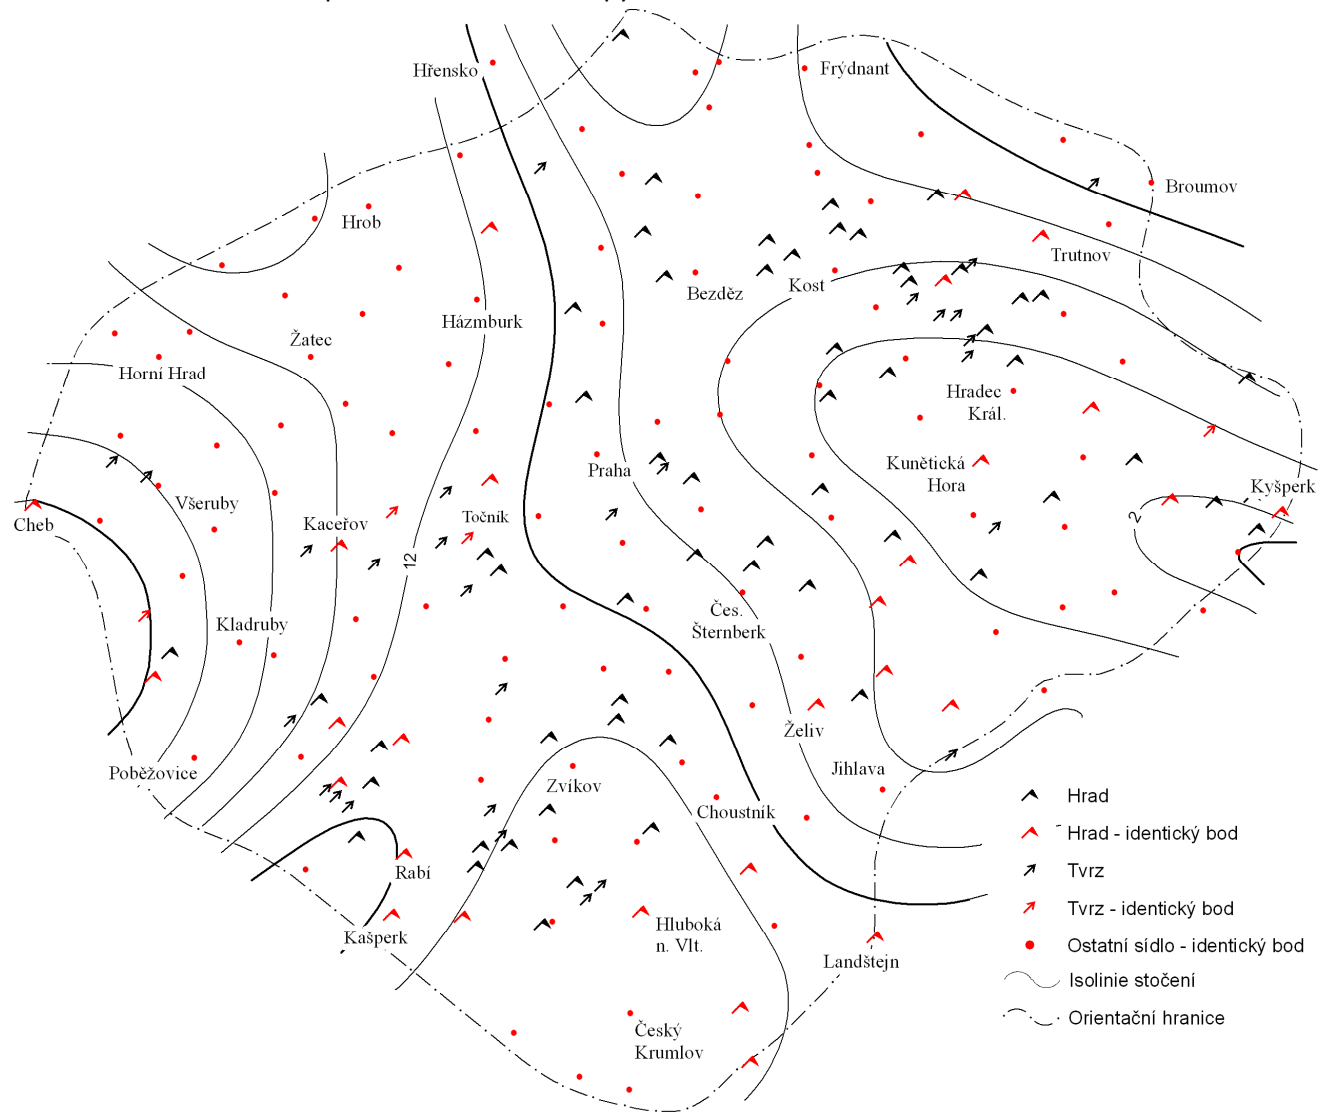 Hřensko
Frýdnant
Broumov
Hrob
Trutnov
Bezděz
Kost
Házmburk
Žatec
Horní Hrad
Hradec
Král.
Kunětická
Hora
Praha
Kyšperk
Všeruby
Cheb
Kaceřov
Točník
2
12
Kladruby
Čes.
Šternberk
Želiv
Poběžovice
Jihlava
Zvíkov
Choustník
Rabí
Kašperk
Hluboká
n. Vlt.
Landštejn
Český
Krumlov
Hrad
Hrad - identický bod
Tvrz
Tvrz - identický bod
Ostatní sídlo - identický bod
Isolinie stočení
Orientační hranice